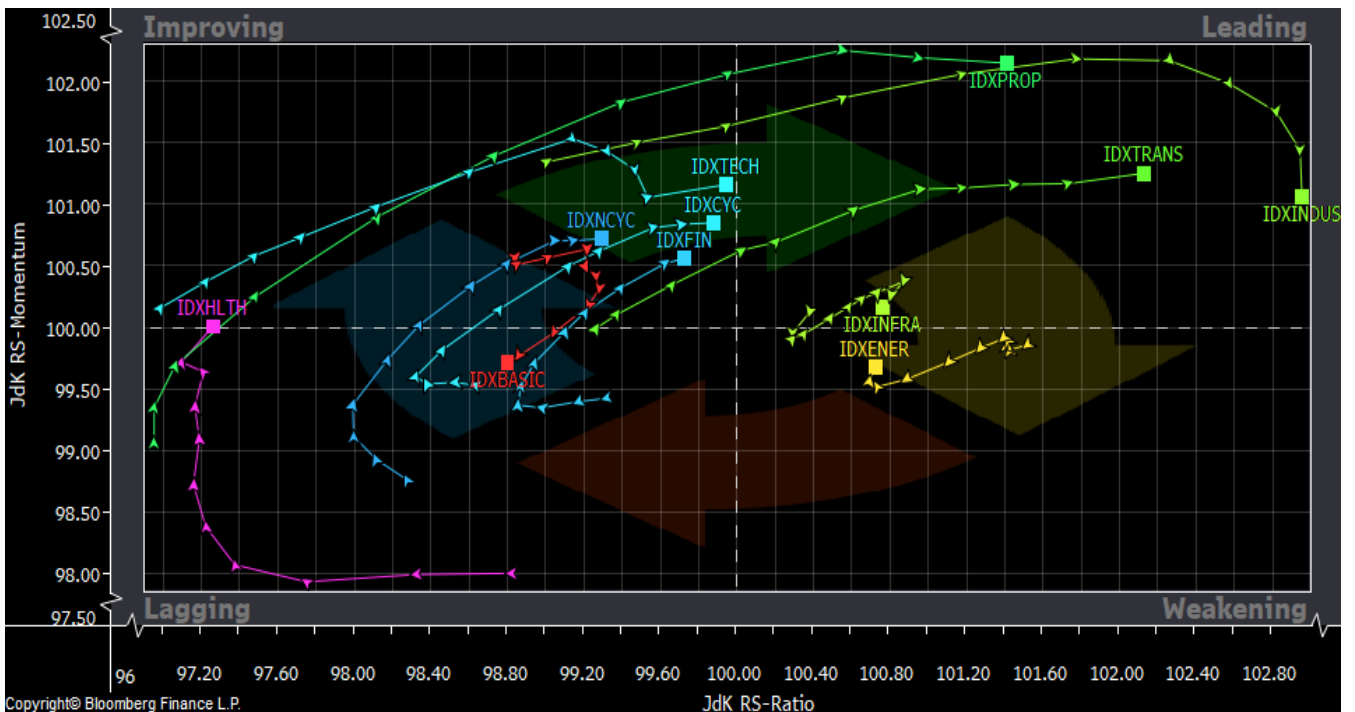 102.50
Improving
Leading
102.00
IDXPROP
101.50
IDXTRANS
IDXTECH
101.00
IDXCYC
IDXINDUS
IDXNCYC
IDXFIN
100.50
IDXHLTH
100.00
IDXINFRA
IDXENER
IDXBASIC
99.50
99.00
98.50
98.00
97.50
Lagging
Weakening
JdK RS-Momentum
96 97.20 97.60 98.00 98.40 98.80 99.20 99.60 100.00 100.40 100.80 101.20 101.60 102.00 102.40 102.80
JdK RS-Ratio
Copyright© Bloomberg Finance L.P.